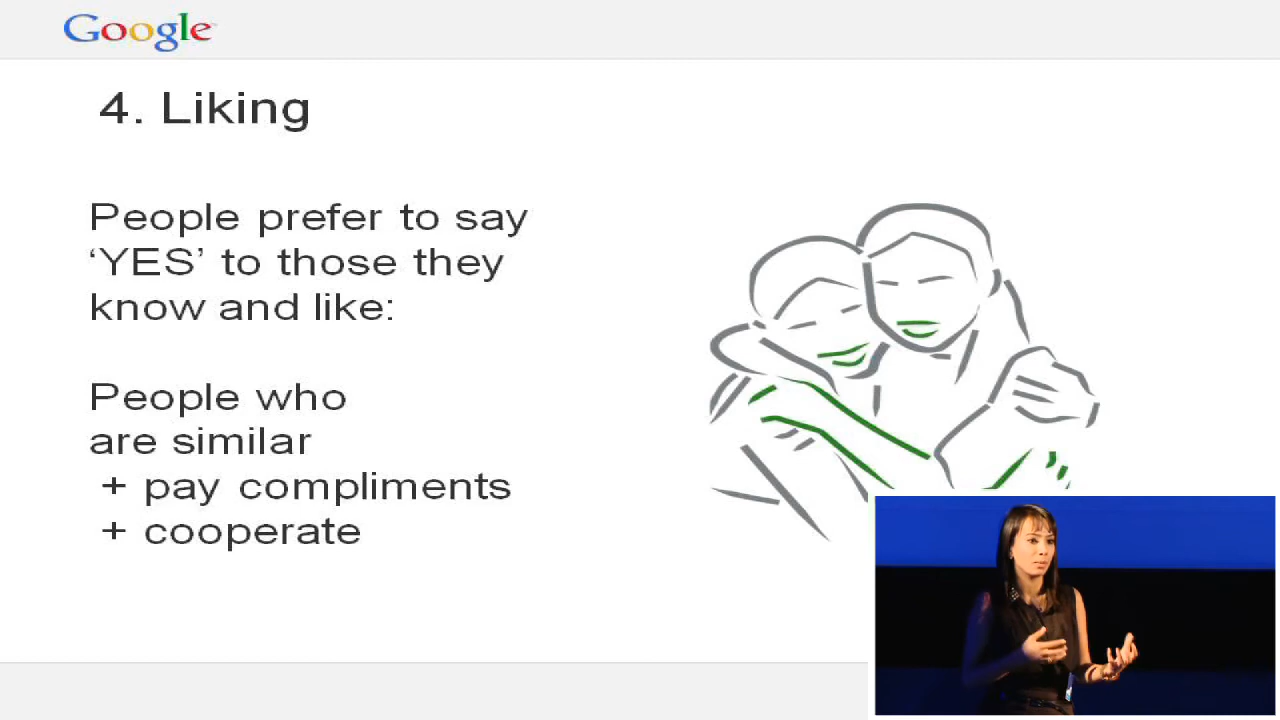 Google
4. Liking
People prefer to say
‘YES’ to those they
know and like:
People who
are similar
+ pay compliments
+ cooperate